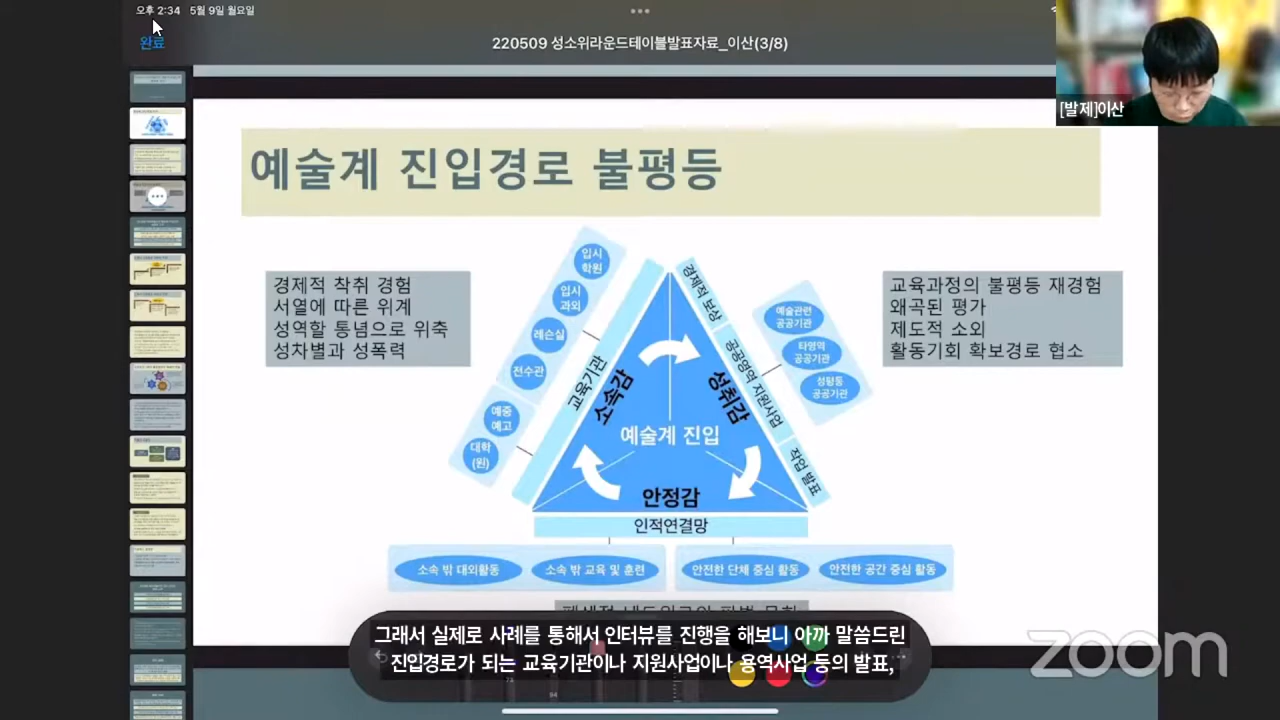 오후 2:34 5월 9일 월요일
완료
220509 성소위라운드테이블발표자료_이산(3/8)
[발제]이산
예술계 진입경로 불평등
경제적 착취 경험
서열에 따른 위계
성역할 통념으로 위축
성차별과 성폭력
입시
학원
입시
과외
레슨실
전수관
예중
예고
대학
(원)
교육기관
소속감
경제적 보상
공공영역 지원사업
작업 발표
성취감
예술계 진입
안정감
인적연결망
예술관련
공공기관
타영역
공공기관
성평등
공공기관
교육과정의 불평등 재경험
왜곡된 평가
제도적 소외
활동기회 확보경로 협소
소속 밖 대외활동
소속 밖 교육 및 훈련
안전한 단체 중심 활동
안전한 공간 중심 활동
그래서 실제로 사례를 통해서 인터뷰를 진행을 해보니 아까 말씀드린
진입경로가 되는 교육기관이나 지원사업이나 용역사업 등의 발표,
zoom